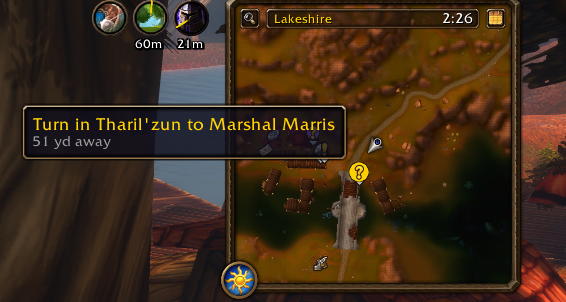 Lakeshire
2:26
60m
21m
Turn in Tharil'zun to Marshal Marris
51 yd away
?